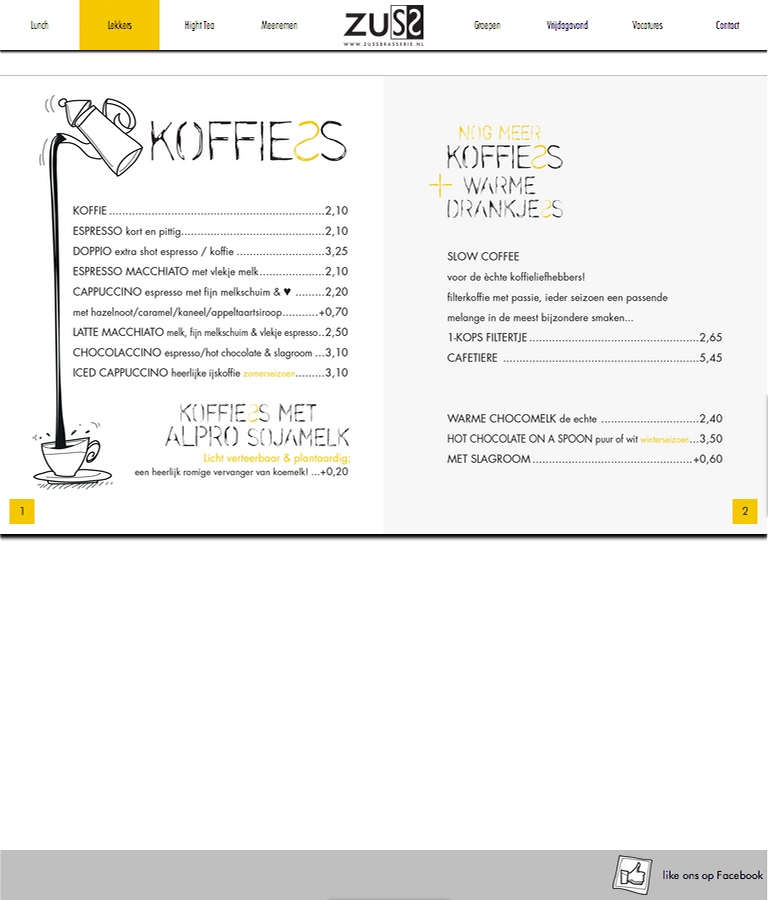 Lunch
Lekkers
Hight Tea
Meenemen
ZUSS
WWW.ZUSSBRASSERIE.NL
Groepen
Vrijdagavond
Vacatures
Contact
KOFFIESS
KOFFIE ........................................................2,10
ESPRESSO kort en pittig.....................................2,10
DOPPIO extra shot espresso / koffie .......................3,25
ESPRESSO MACCHIATO met vlekje melk.................2,10
CAPPUCCINO espresso met fijn melkschuim & ♥ .........2,20
met hazelnoot/caramel/kaneel/appeltaartsiroop...........+0,70
LATTE MACCHIATO melk, fijn melkschuim & vlekje espresso..2,50
CHOCOLACCINO espresso/hot chocolate & slagroom ...3,10
ICED CAPPUCCINO heerlijke ijskoffie zomerseizoen.........3,10
KOFFIESS MET
ALPRO SOJAMELK
Licht verteerbaar & plantaardig;
een heerlijk romige vervanger van koemelk! ...+0,20
1
NOG MEER
KOFFIESS
+ WARME
DRANKJESS
SLOW COFFEE
voor de èchte koffieliefhebbers!
filterkoffie met passie, ieder seizoen een passende
melange in de meest bijzondere smaken...
1-KOPS FILTERTJE ............................................2,65
CAFETIERE ...................................................5,45
WARME CHOCOMELK de echte .........................2,40
HOT CHOCOLATE ON A SPOON puur of wit winterseizoen...3,50
MET SLAGROOM..........................................+0,60
2
like ons op Facebook